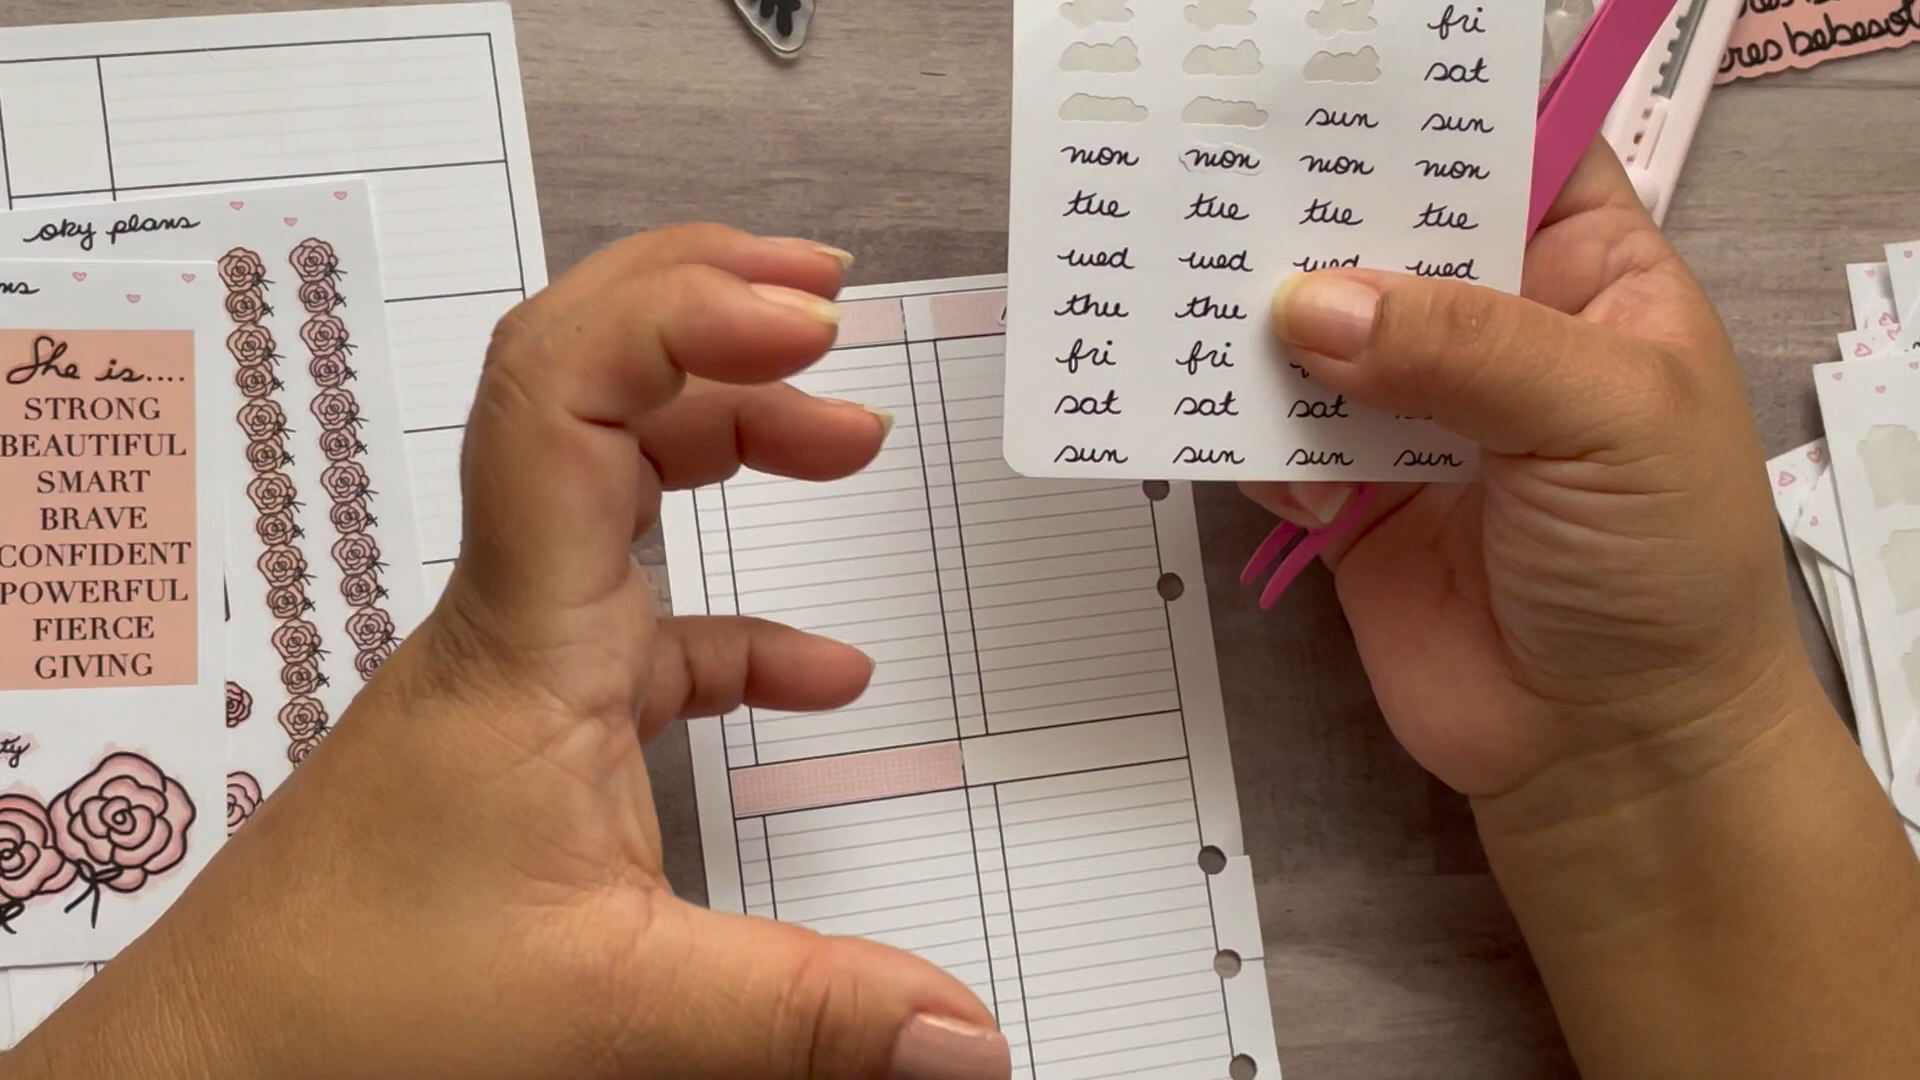 oky plans
She is....
STRONG
BEAUTIFUL
SMART
BRAVE
CONFIDENT
POWERFUL
FIERCE
GIVING
fri
sat
sun sun
mon mon mon mon
tue tue tue tue
wed wed wed wed
thu thu
fri fri
sat sat sat
sun sun sun sun
bebesot